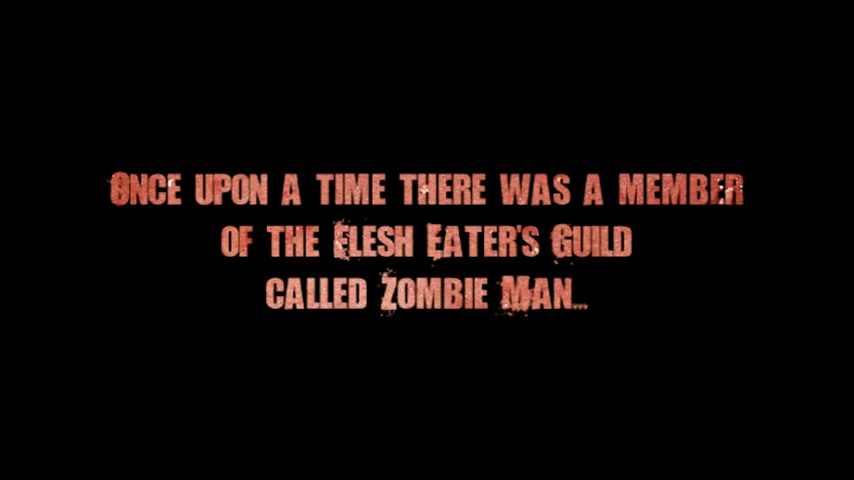 Once upon a time there was a member
of the Flesh Eater's Guild
called Zombie Man...